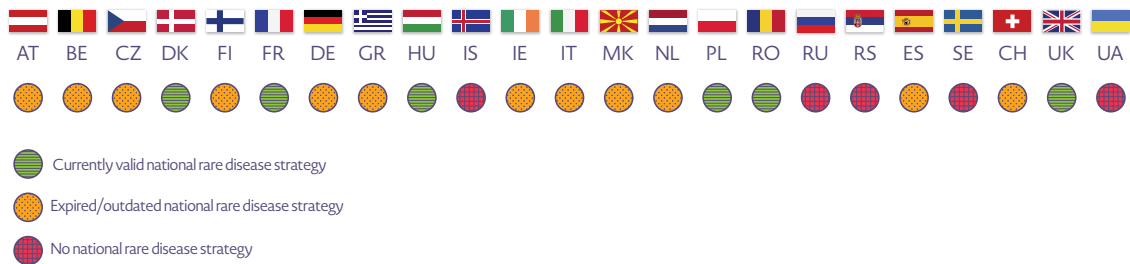 AT BE CZ DK FI FR DE GR HU IS IE IT MK NL PL RO RU RS ES SE CH UK UA
Currently valid national rare disease strategy
Expired/outdated national rare disease strategy
No national rare disease strategy